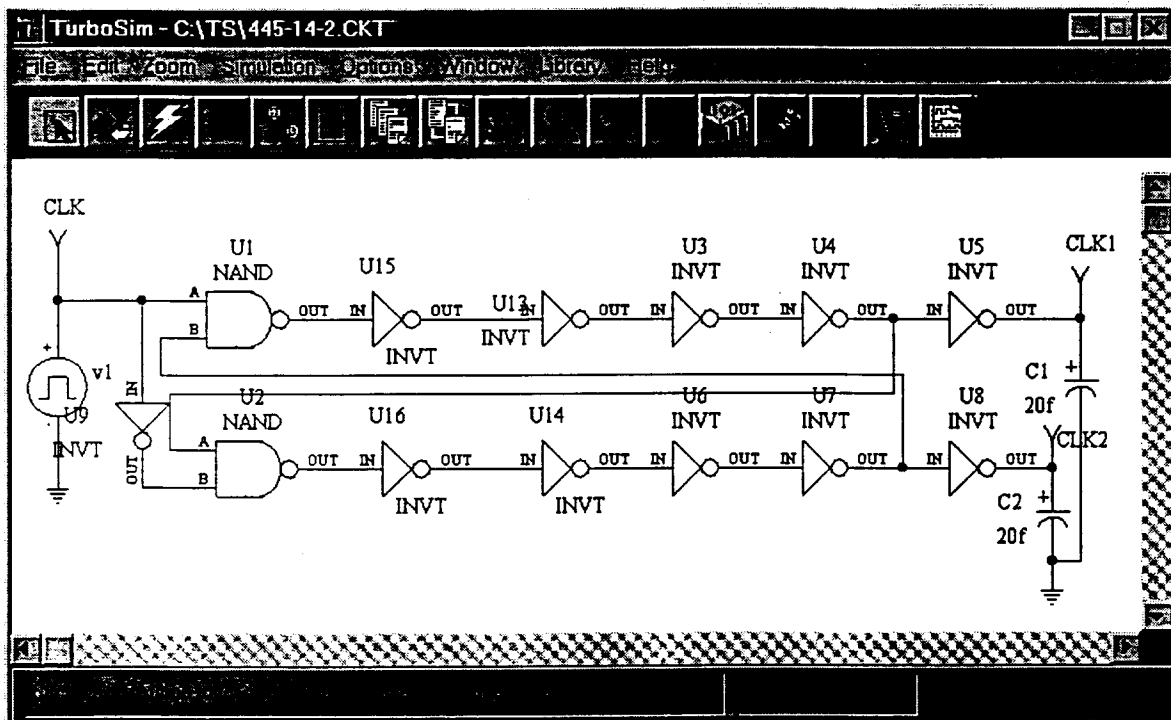 TurboSim - C:\TS\445-14-2.CKT
File Edit Zoom Simulation Options Window Library Help
CLK
CLK1
U1
NAND
U15
U3
INVT
U4
INVT
U5
INVT
A
B
OUT
IN
OUT
U13
IN
INVT
OUT
IN
OUT
IN
OUT
IN
OUT
INVT
+
v1
U9
INVT
IN
OUT
U2
NAND
U16
U14
U6
INVT
U7
INVT
U8
INVT
C1
+
20f
CLK2
A
B
OUT
IN
OUT
IN
OUT
IN
OUT
IN
OUT
IN
OUT
INVT
INVT
C2
+
20f